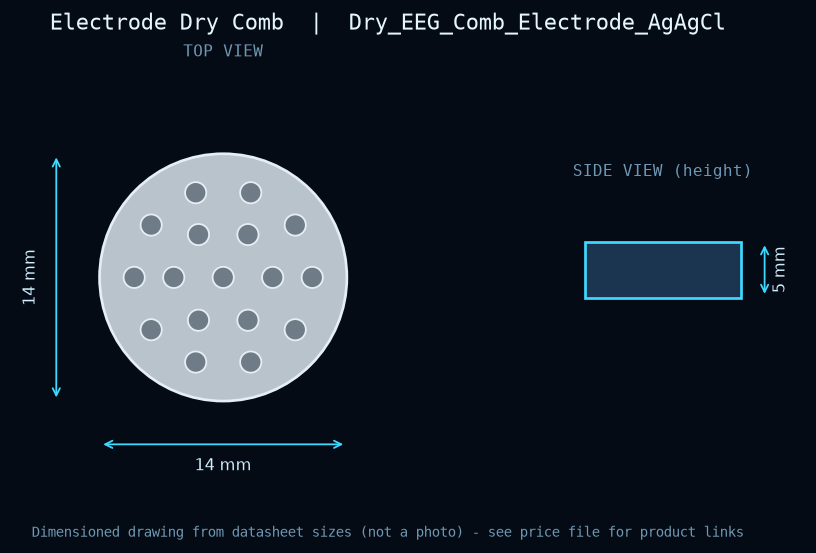 Electrode Dry Comb  |  Dry_EEG_Comb_Electrode_AgAgCl
TOP VIEW
SIDE VIEW (height)
14 mm
5 mm
14 mm
Dimensioned drawing from datasheet sizes (not a photo) - see price file for product links